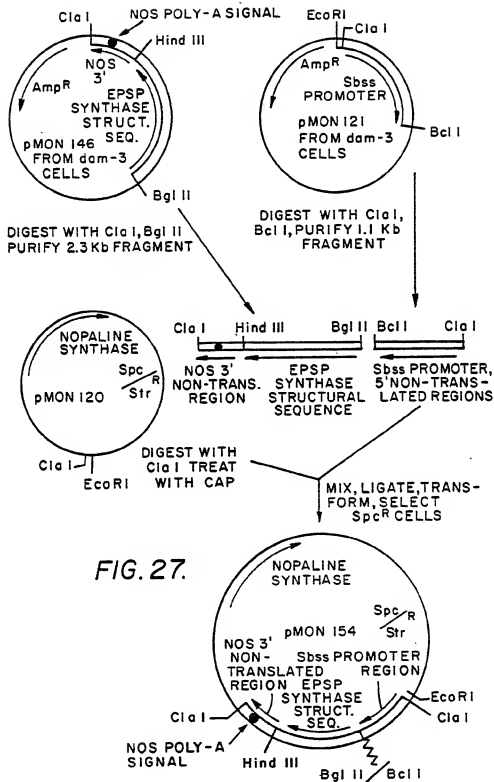 NOS POLY-A SIGNAL
Cla I
Hind III
NOS
3'
AmpR
EPSP
SYNTHASE
STRUCT.
SEQ.
pMON 146
FROM dam-3
CELLS
Bgl II
EcoRI
Cla I
AmpR
Sbss
PROMOTER
pMON 121
FROM dam-3
CELLS
Bcl I
DIGEST WITH Cla I, Bgl II
PURIFY 2.3 Kb FRAGMENT
DIGEST WITH Cla I,
Bcl I, PURIFY 1.1 Kb
FRAGMENT
Cla I
Hind III
Bgl II
Bcl I
Cla I
NOS 3'
NON-TRANS.
REGION
EPSP
SYNTHASE
STRUCTURAL
SEQUENCE
Sbss PROMOTER,
5' NON-TRANS-
LATED REGIONS
NOPALINE
SYNTHASE
pMON 120
Spc
R
Str
Cla I
EcoRI
DIGEST WITH
Cla I TREAT
WITH CAP
MIX, LIGATE, TRANS-
FORM, SELECT
SpcR CELLS
FIG. 27.
NOPALINE
SYNTHASE
Spc
R
Str
pMON 154
NOS 3'
NON-
TRANSLATED
REGION
Sbss PROMOTER
REGION
EPSP
SYNTHASE
STRUCT.
SEQ.
EcoRI
Cla I
Cla I
NOS POLY-A
SIGNAL
Hind III
Bgl II/Bcl I